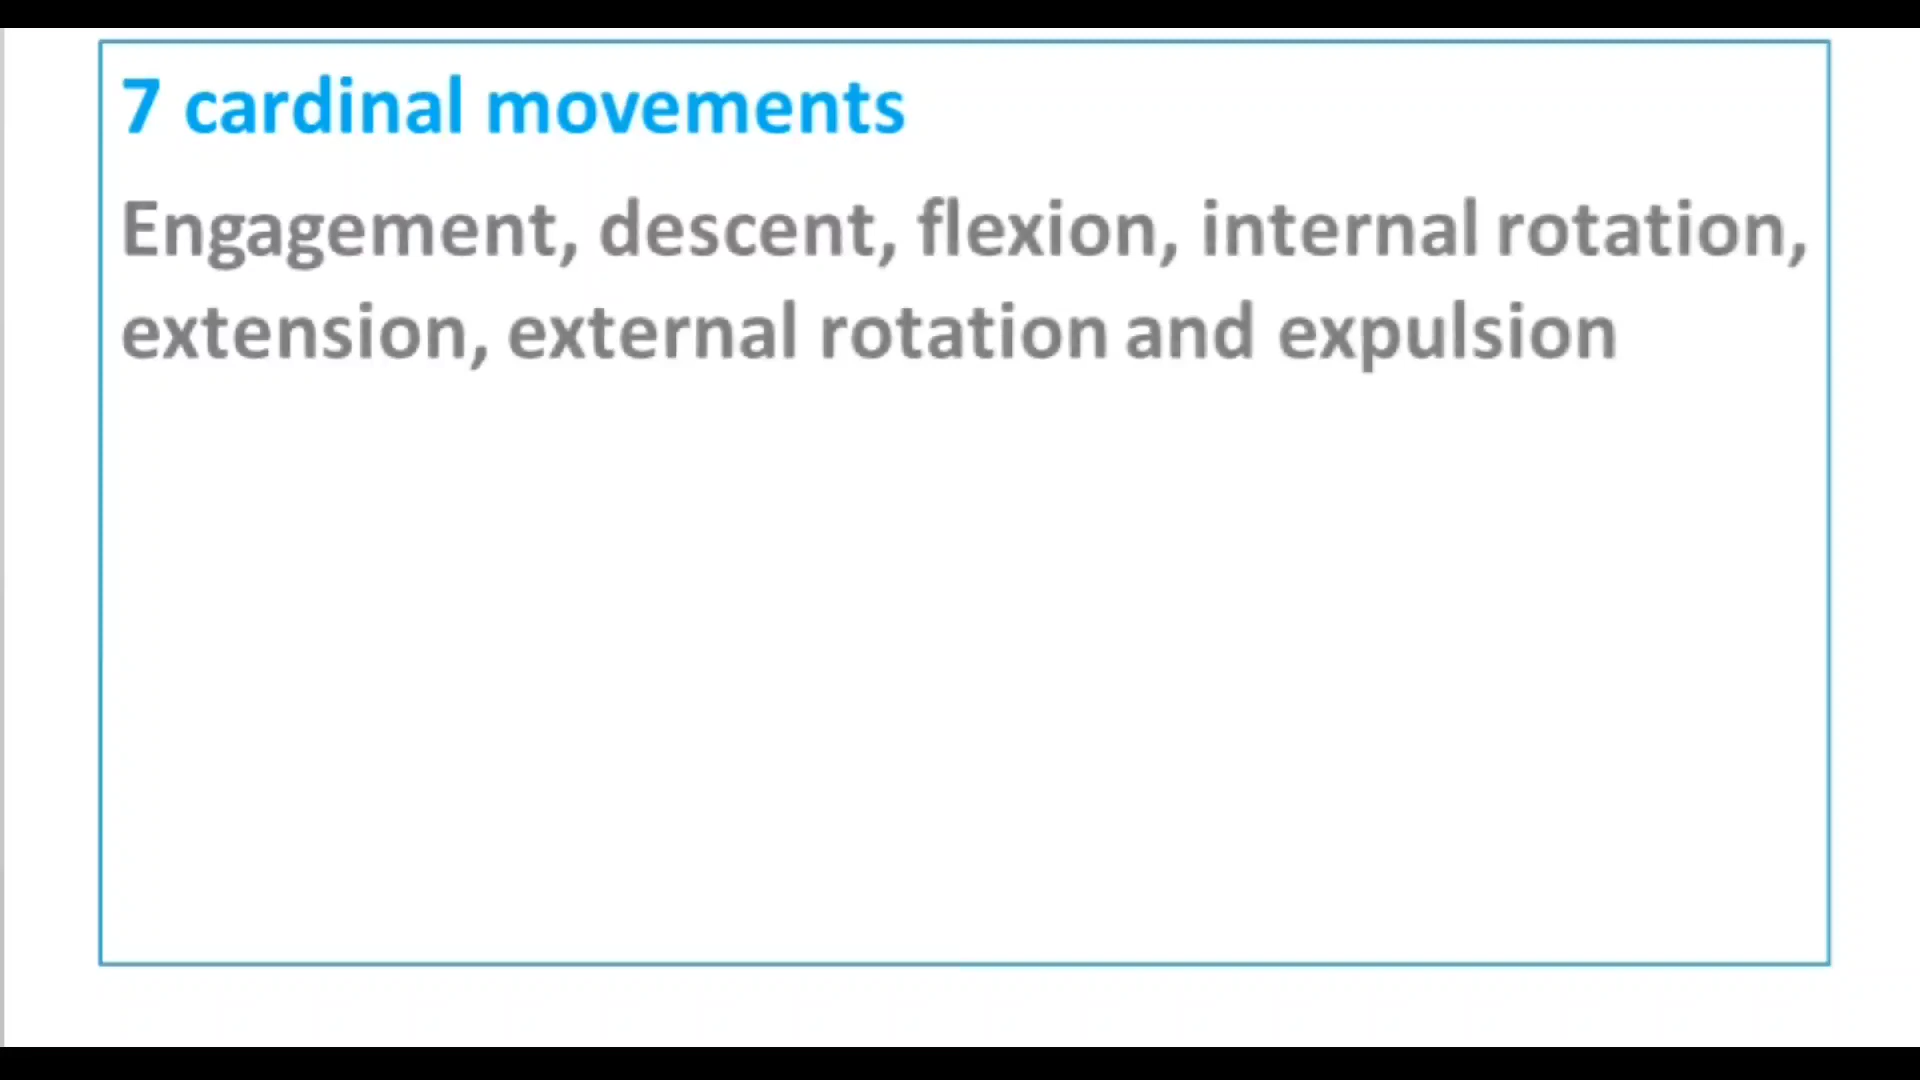 7 cardinal movements
Engagement, descent, flexion, internal rotation,
extension, external rotation and expulsion